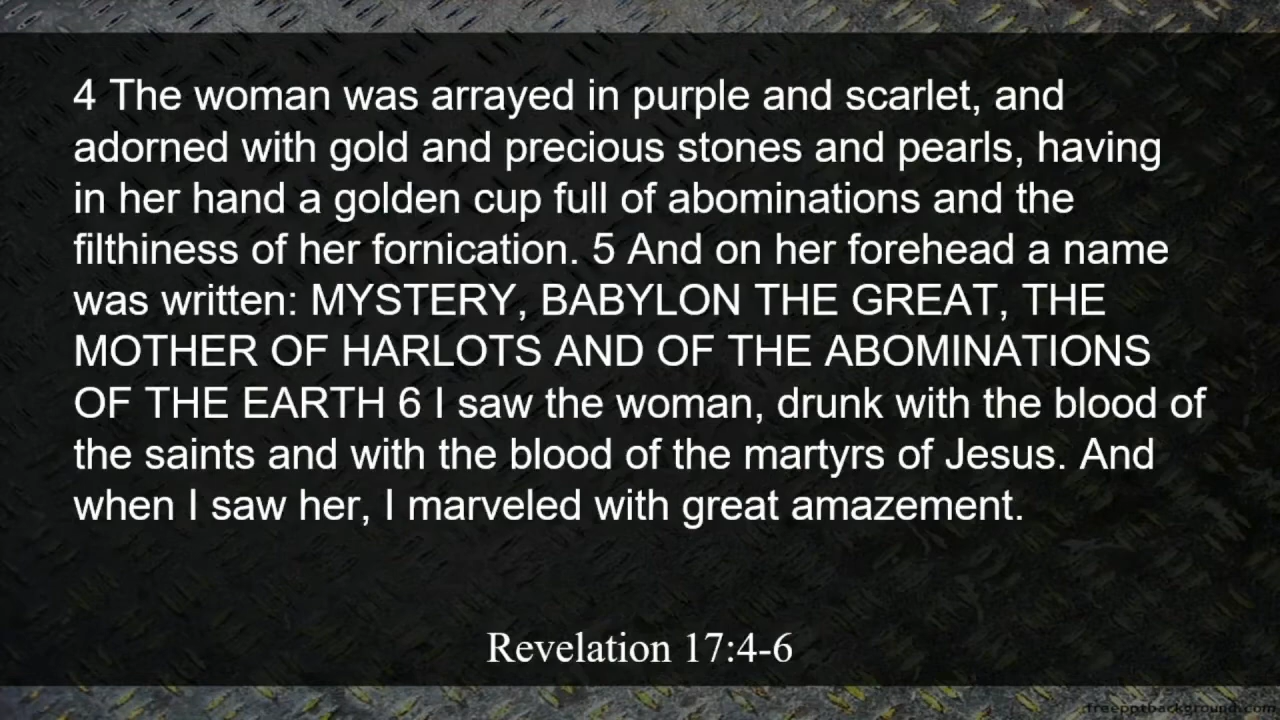 4 The woman was arrayed in purple and scarlet, and
adorned with gold and precious stones and pearls, having
in her hand a golden cup full of abominations and the
filthiness of her fornication. 5 And on her forehead a name
was written: MYSTERY, BABYLON THE GREAT, THE
MOTHER OF HARLOTS AND OF THE ABOMINATIONS
OF THE EARTH 6 I saw the woman, drunk with the blood of
the saints and with the blood of the martyrs of Jesus. And
when I saw her, I marveled with great amazement.
Revelation 17:4-6
freepptbackground.com